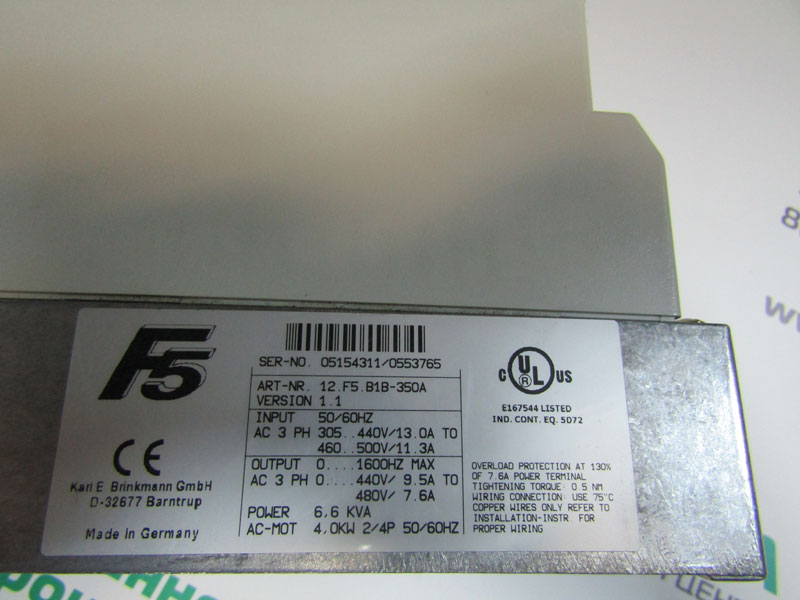 F5
SER-NO. 05154311/0553765
ART-NR. 12.F5.B1B-350A
VERSION 1.1
INPUT 50/60HZ
AC 3 PH 305..440V/13.0A TO
460..500V/11.3A
OUTPUT 0....1600HZ MAX
AC 3 PH 0....440V/ 9.5A TO
480V/ 7.6A
POWER 6,6 KVA
AC-MOT 4,0KW 2/4P 50/60HZ
CE
Karl E. Brinkmann GmbH
D-32677 Barntrup
Made in Germany
C UL US
®
E167544 LISTED
IND. CONT. EQ. 5D72
OVERLOAD PROTECTION AT 130%
OF 7.6A POWER TERMINAL
TIGHTENING TORQUE: 0.5 NM
WIRING CONNECTION: USE 75°C
COPPER WIRES ONLY REFER TO
INSTALLATION-INSTR. FOR
PROPER WIRING